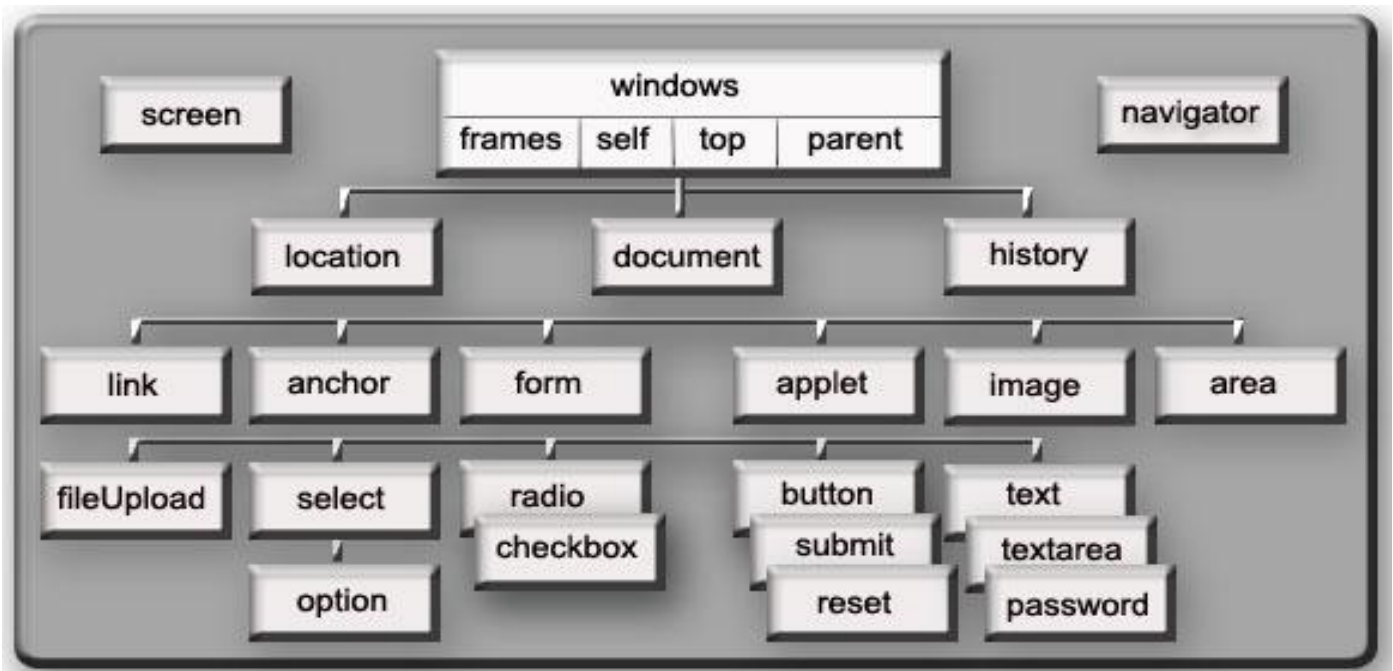 windows
screen
navigator
frames self top parent
location document history
link anchor form applet image area
fileUpload select radio button text
checkbox submit textarea
option reset password